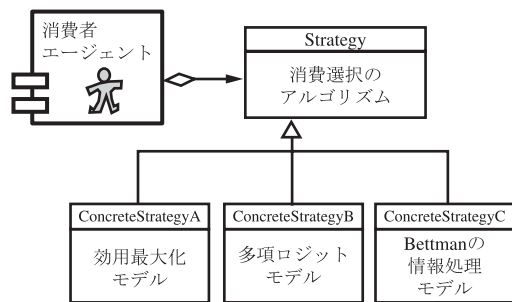 消費者
エージェント
Strategy
消費選択の
アルゴリズム
ConcreteStrategyA
効用最大化
モデル
ConcreteStrategyB
多項ロジット
モデル
ConcreteStrategyC
Bettmanの
情報処理
モデル